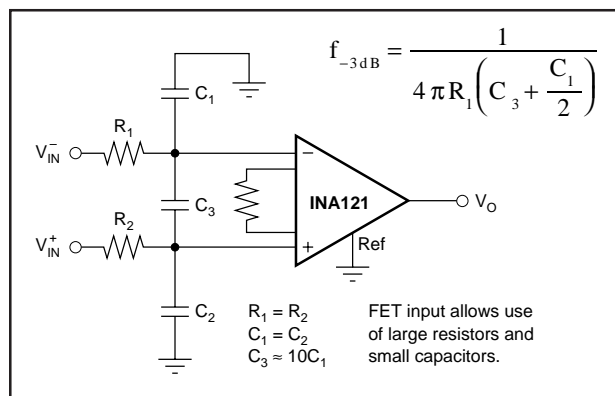 f₋₃dB = 1 / (4πR₁(C₃ + C₁/2))
C₁
R₁
V⁻IN
−
C₃
INA121
VO
R₂
V⁺IN
+
Ref
C₂
R₁ = R₂
C₁ = C₂
C₃ ≈ 10C₁
FET input allows use
of large resistors and
small capacitors.